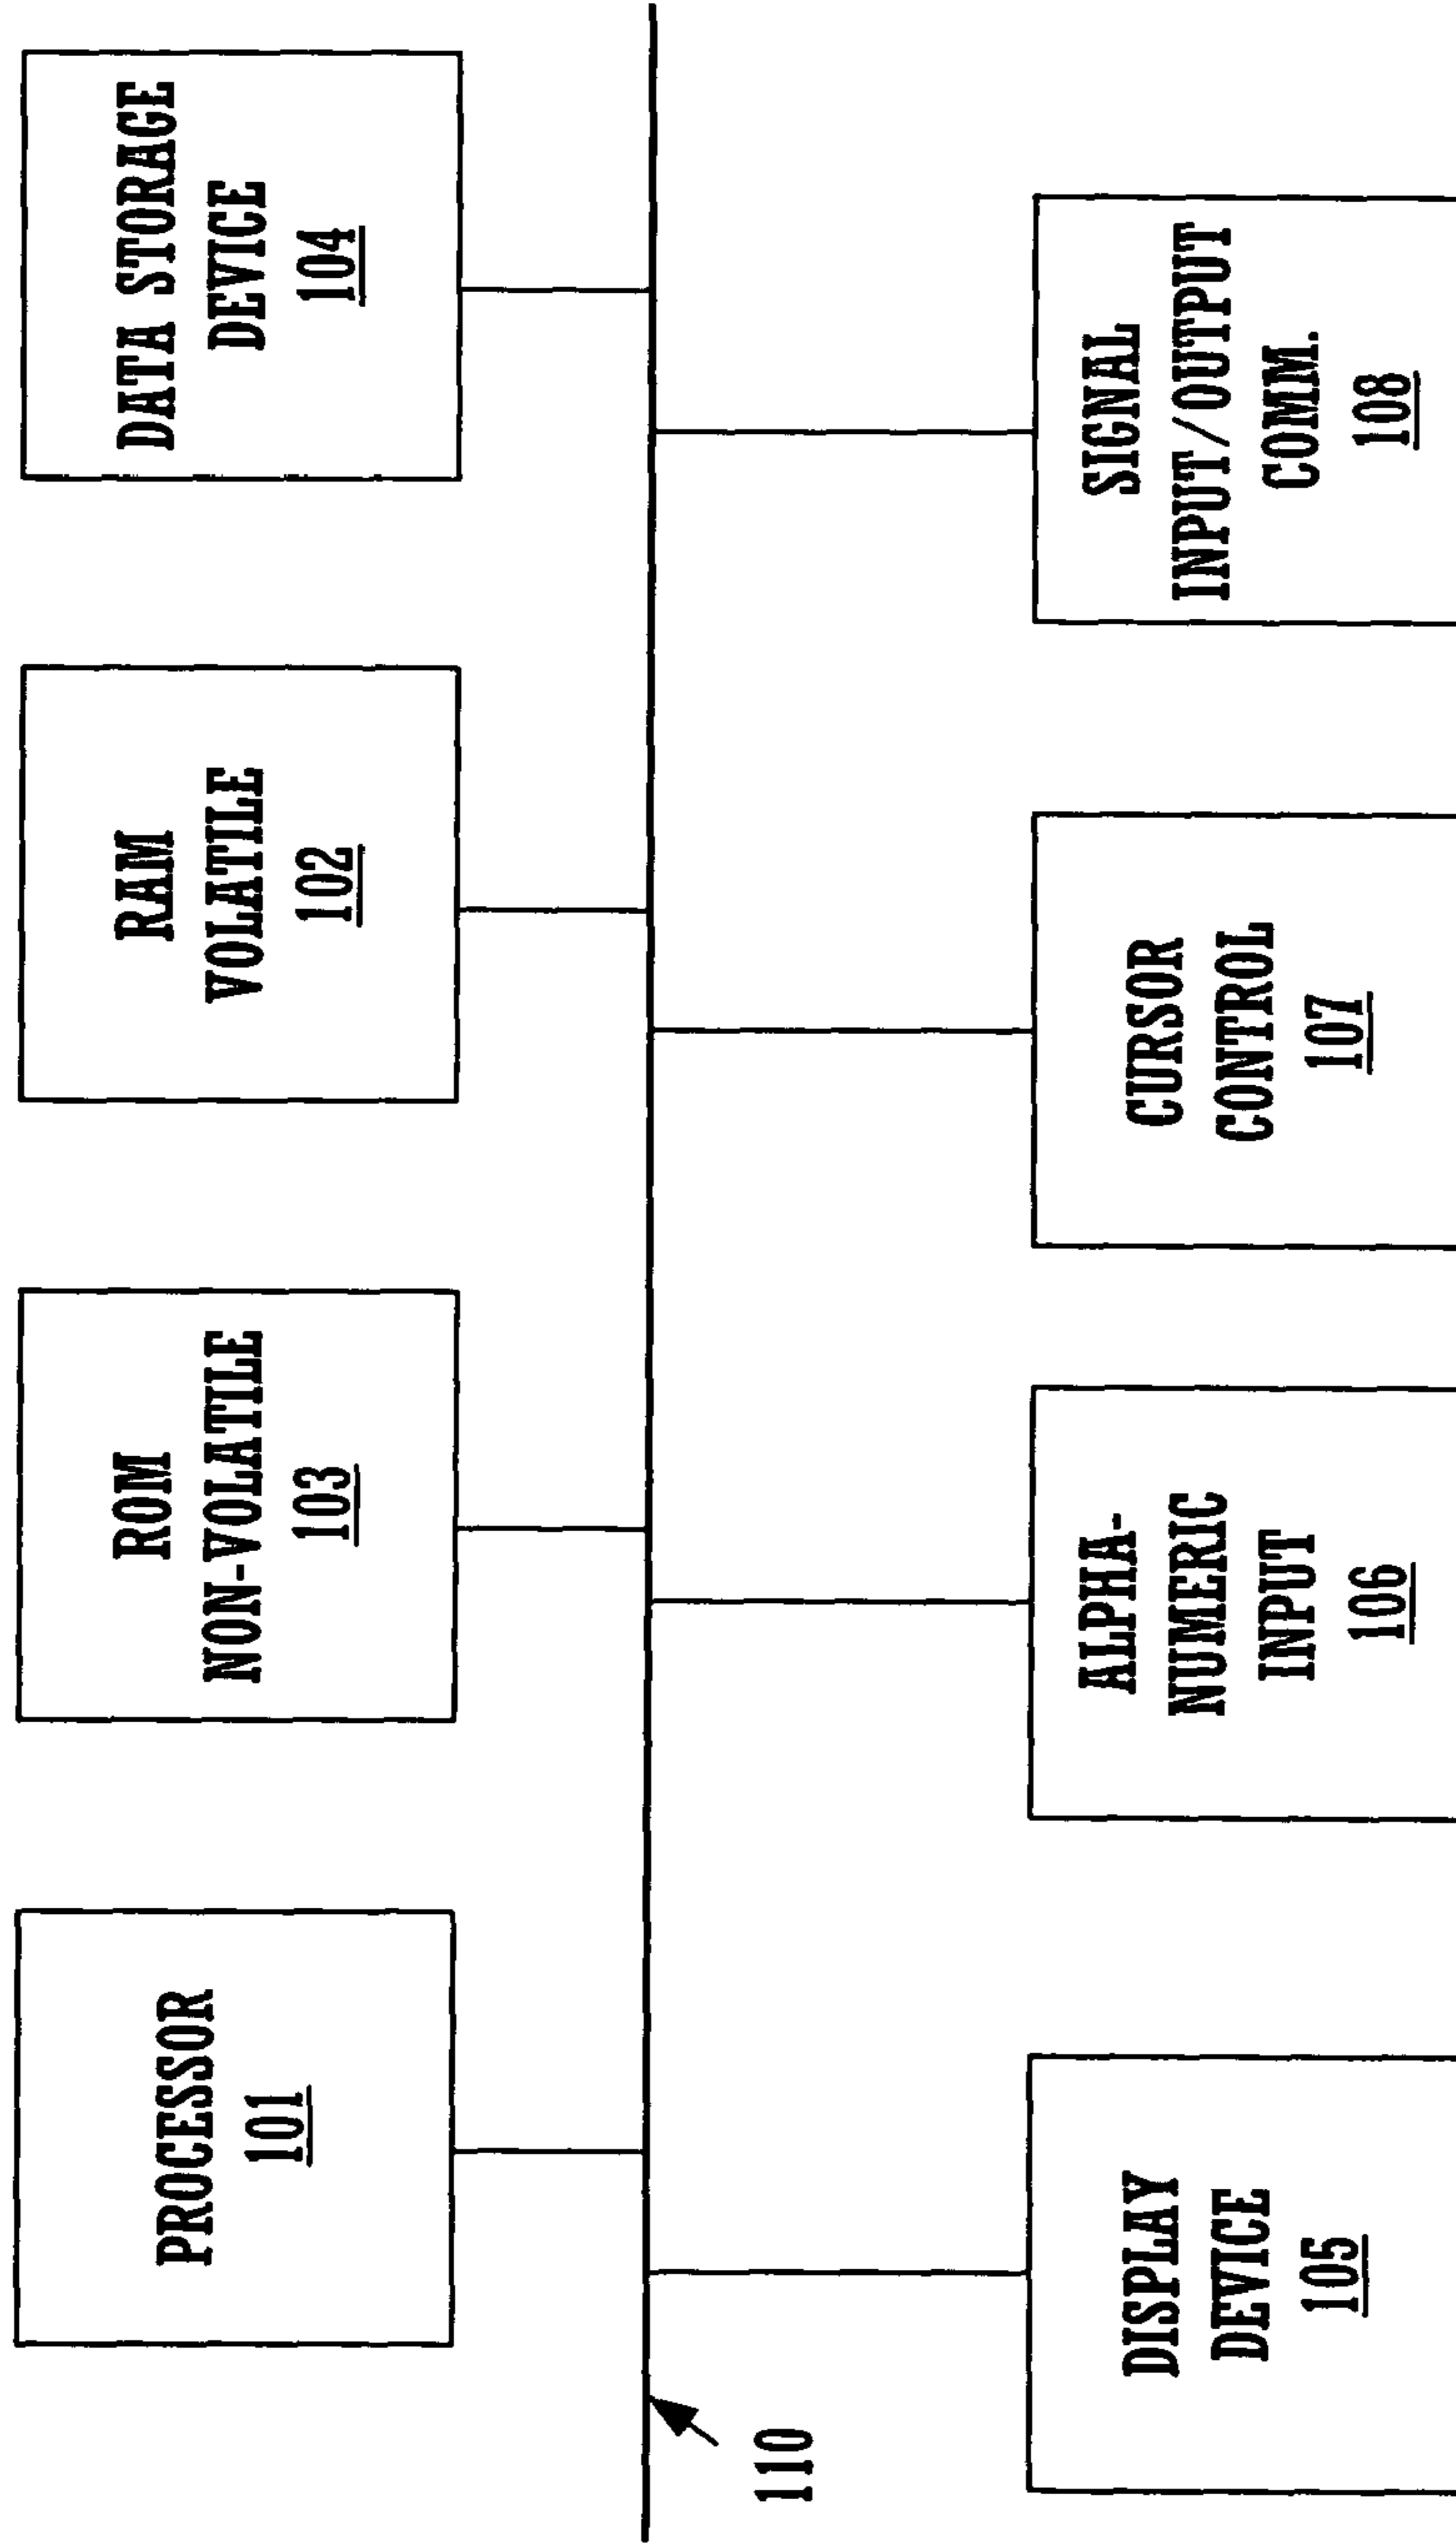 PROCESSOR
101
ROM
NON-VOLATILE
103
RAM
VOLATILE
102
DATA STORAGE
DEVICE
104
110
DISPLAY
DEVICE
105
ALPHA-
NUMERIC
INPUT
106
CURSOR
CONTROL
107
SIGNAL
INPUT/OUTPUT
COMM.
108